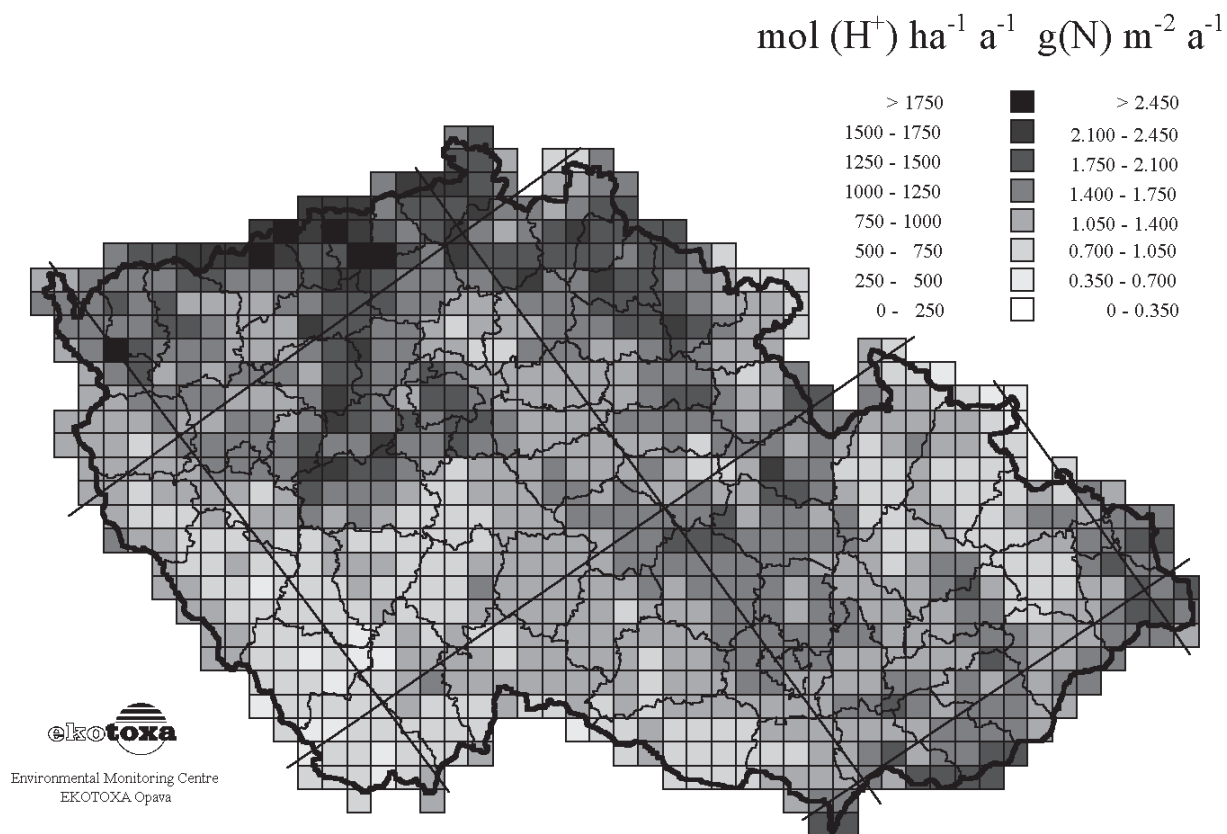 mol (H⁺) ha⁻¹ a⁻¹ g(N) m⁻² a⁻¹
> 1750 > 2.450
1500 - 1750 2.100 - 2.450
1250 - 1500 1.750 - 2.100
1000 - 1250 1.400 - 1.750
750 - 1000 1.050 - 1.400
500 - 750 0.700 - 1.050
250 - 500 0.350 - 0.700
0 - 250 0 - 0.350
ekotoxa
Environmental Monitoring Centre
EKOTOXA Opava